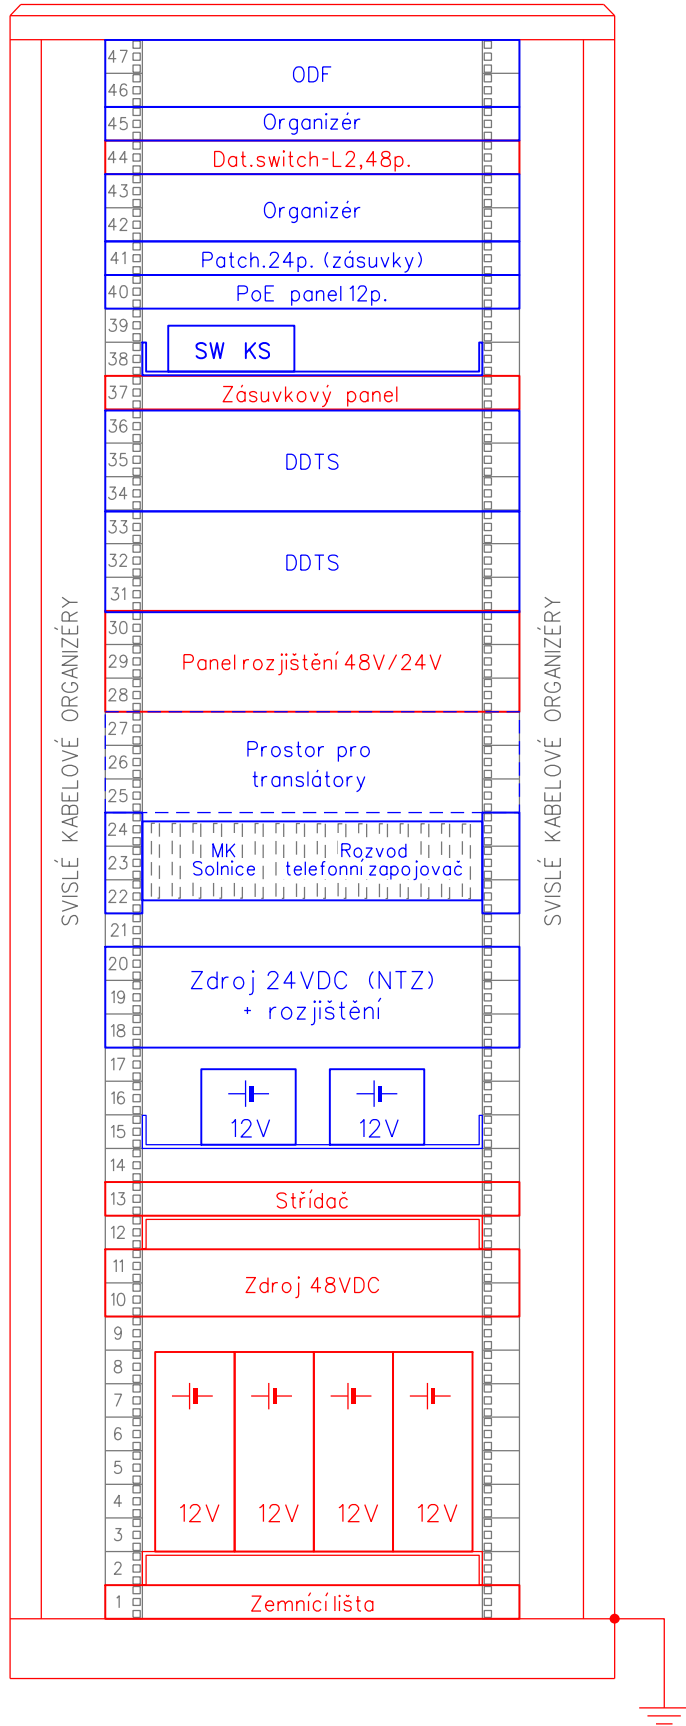 47
ODF
46
45
Organizér
44
Dat.switch-L2,48p.
43
Organizér
42
41
Patch.24p. (zásuvky)
40
PoE panel 12p.
39
SW KS
38
37
Zásuvkový panel
36
35
DDTS
34
33
32
DDTS
31
30
29
Panel rozjištění 48V/24V
28
27
Prostor pro
26
translátory
25
24
MK Rozvod
23
Solnice telefonní zapojovač
22
21
20
Zdroj 24VDC (NTZ)
19
+ rozjištění
18
17
16
15
12V 12V
14
13
Střídač
12
11
Zdroj 48VDC
10
9
8
7
6
5
4
12V 12V 12V 12V
3
2
1
Zemnící lišta
SVISLÉ KABELOVÉ ORGANIZÉRY
SVISLÉ KABELOVÉ ORGANIZÉRY